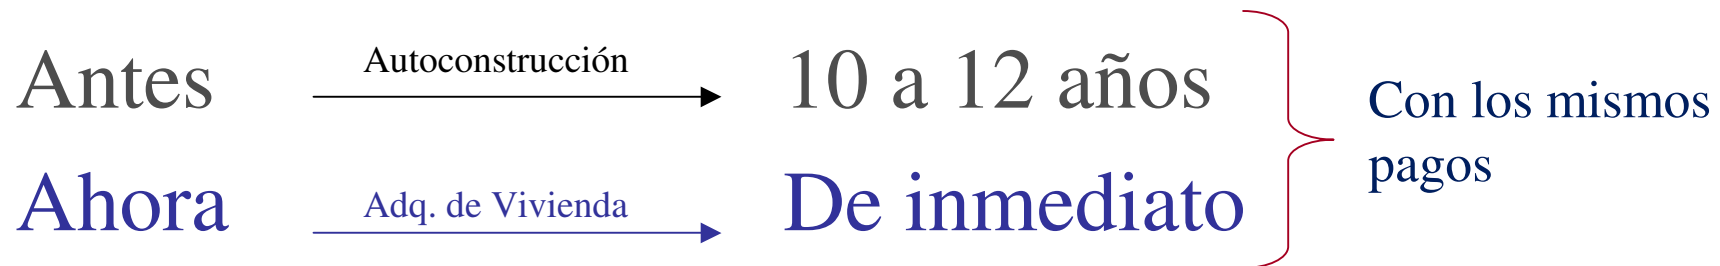 Antes
Autoconstrucción
10 a 12 años
Ahora
Adq. de Vivienda
De inmediato
Con los mismos
pagos